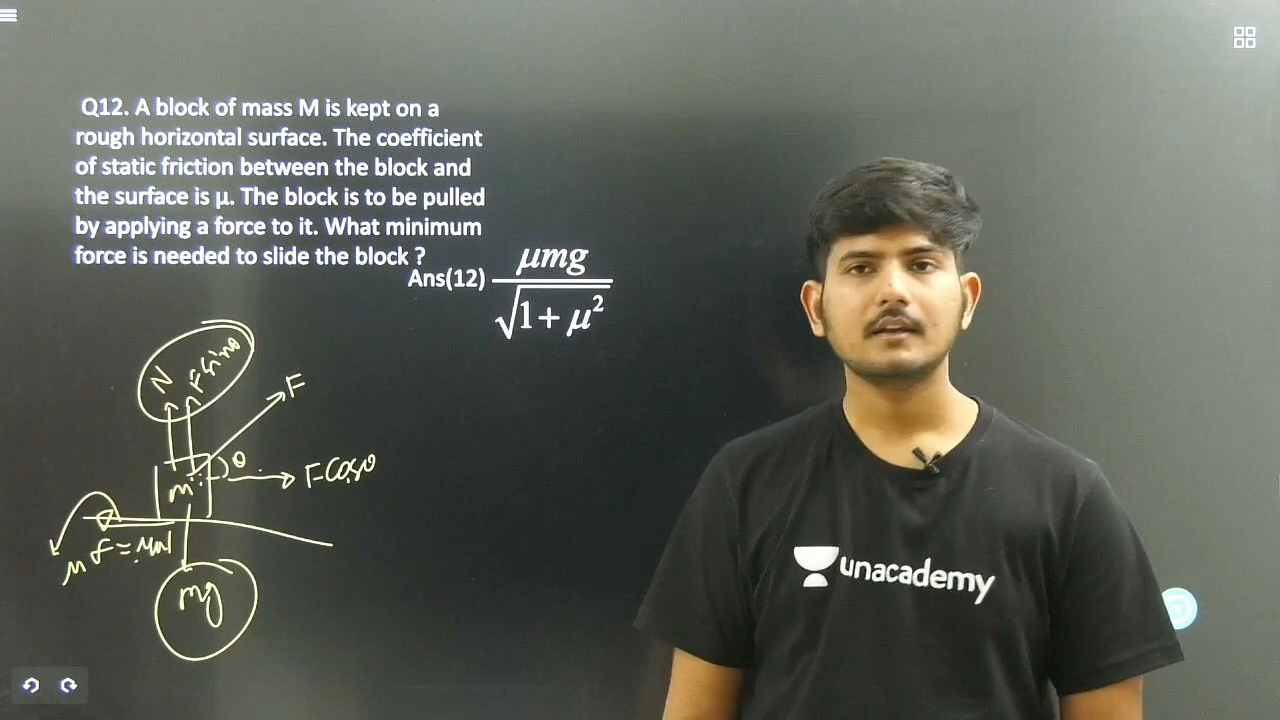 Q12. A block of mass M is kept on a
rough horizontal surface. The coefficient
of static friction between the block and
the surface is μ. The block is to be pulled
by applying a force to it. What minimum
force is needed to slide the block ?
Ans(12) μmg / √1 + μ²
N F sinθ
F
θ
F cosθ
m
μ f = μN
mg
unacademy